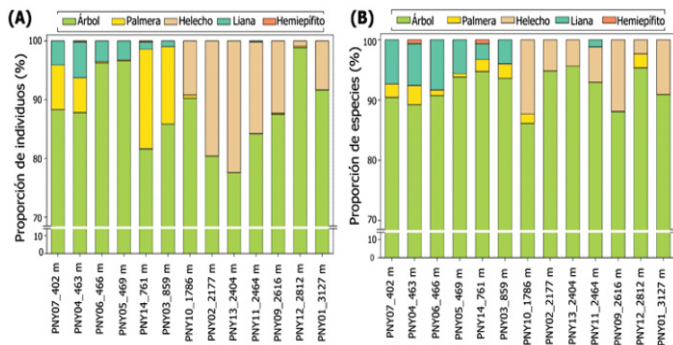 (A)
Árbol Palmera Helecho Liana Hemiepífito
Proporción de individuos (%)
100
90
80
70
10
0
PNY07_402 m
PNY04_463 m
PNY06_466 m
PNY05_469 m
PNY14_761 m
PNY03_859 m
PNY10_1786 m
PNY02_2177 m
PNY13_2404 m
PNY11_2464 m
PNY09_2616 m
PNY12_2812 m
PNY01_3127 m
(B)
Árbol Palmera Helecho Liana Hemiepífito
Proporción de especies (%)
100
90
80
70
10
0
PNY07_402 m
PNY04_463 m
PNY06_466 m
PNY05_469 m
PNY14_761 m
PNY03_859 m
PNY10_1786 m
PNY02_2177 m
PNY13_2404 m
PNY11_2464 m
PNY09_2616 m
PNY12_2812 m
PNY01_3127 m